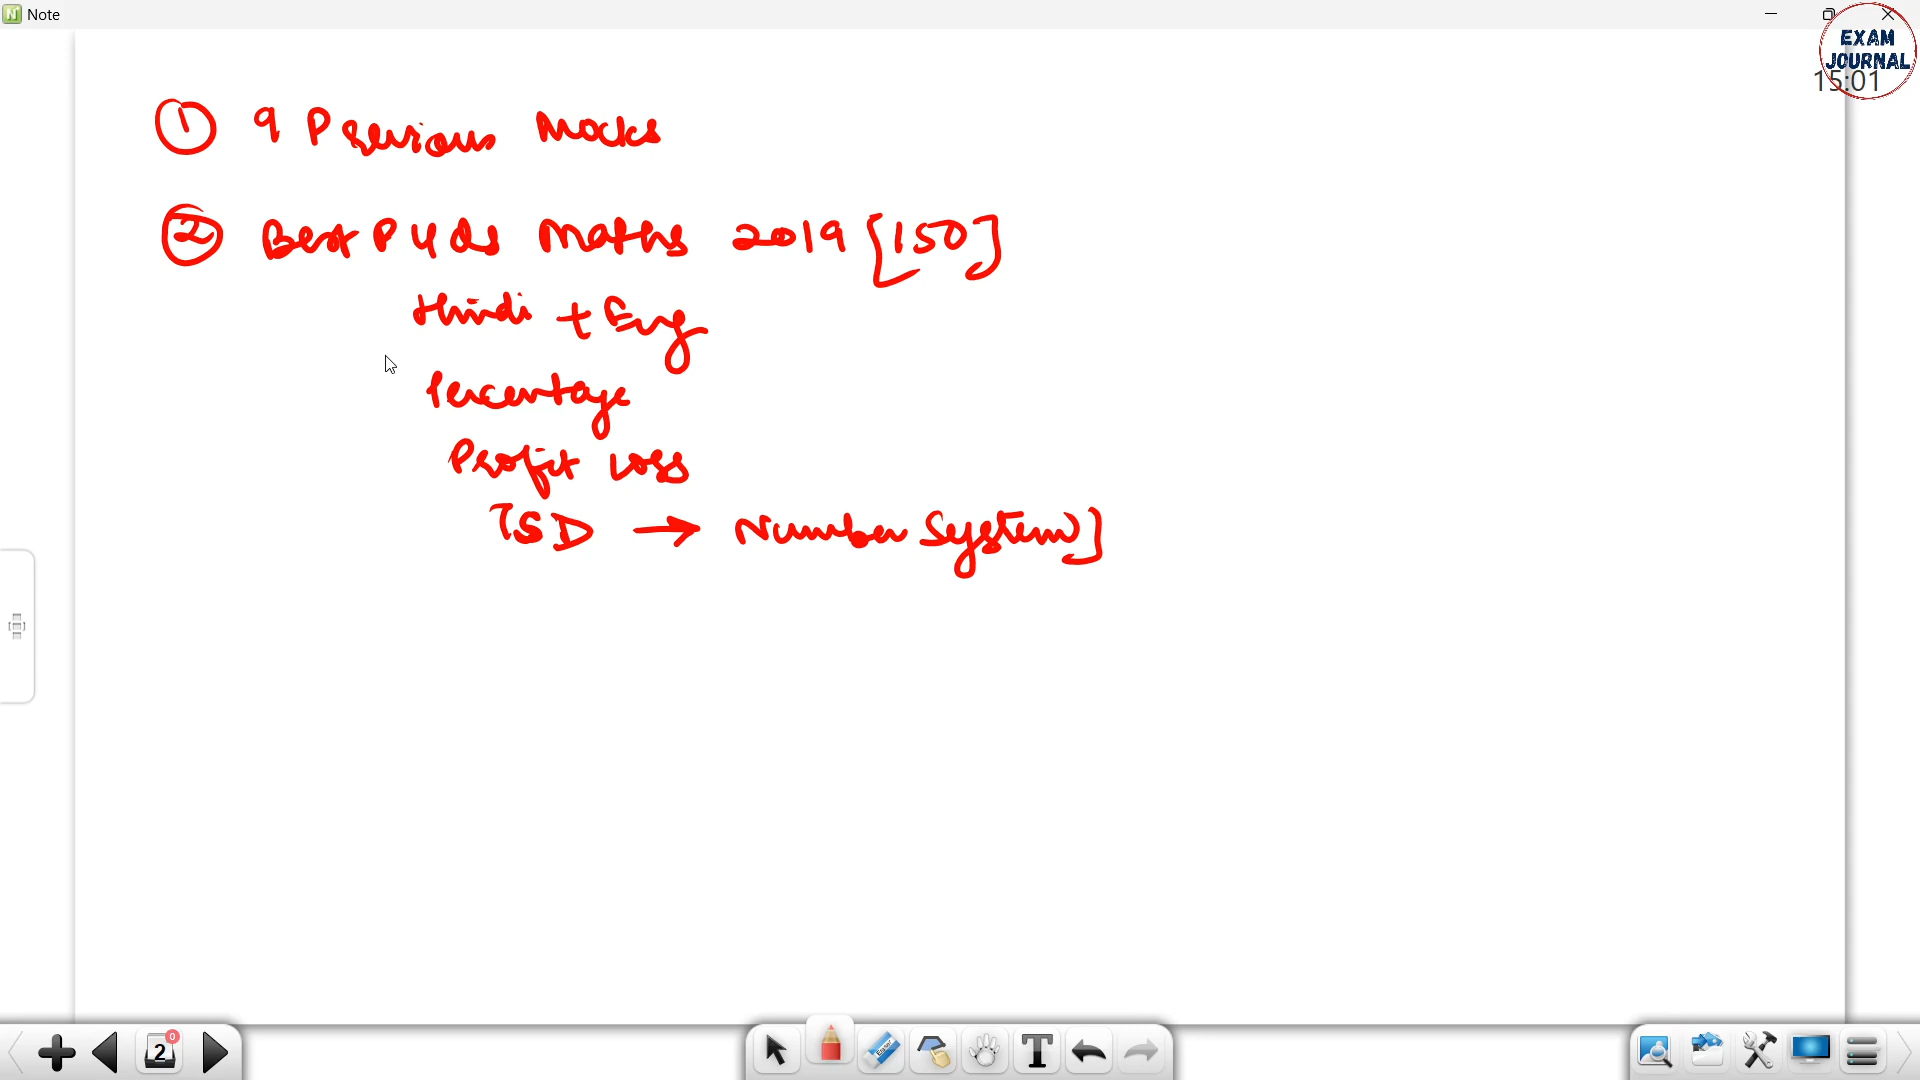 Note
EXAM
JOURNAL
15:01
① 9 Previous Mocks
② Best PYQs Maths 2019 [150]
Hindi + Eng
Percentage
Profit Loss
TSD → Number System]
2
0
Eraser
T